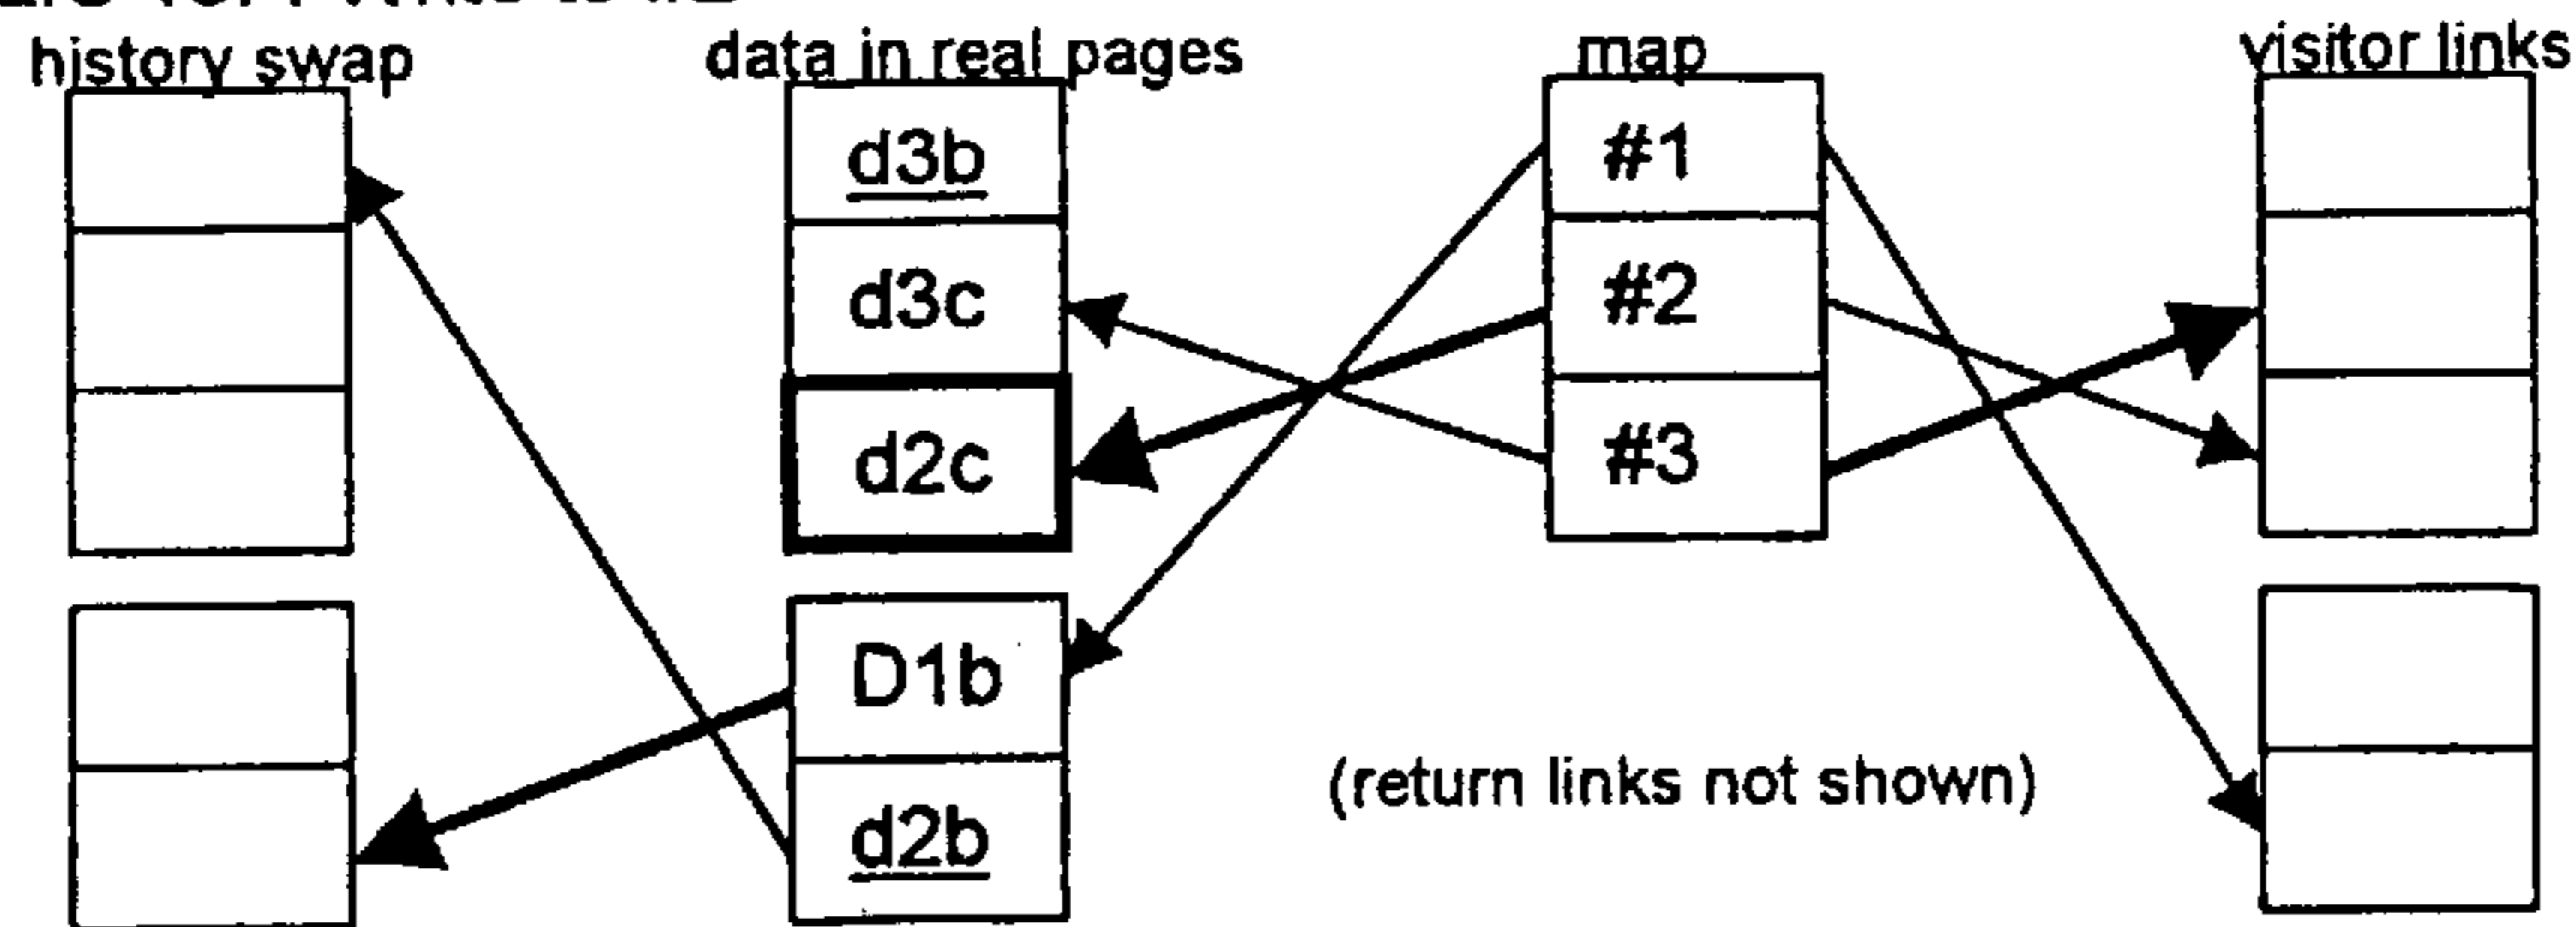 history swap
data in real pages
map
visitor links
d3b
d3c
d2c
D1b
d2b
#1
#2
#3
(return links not shown)